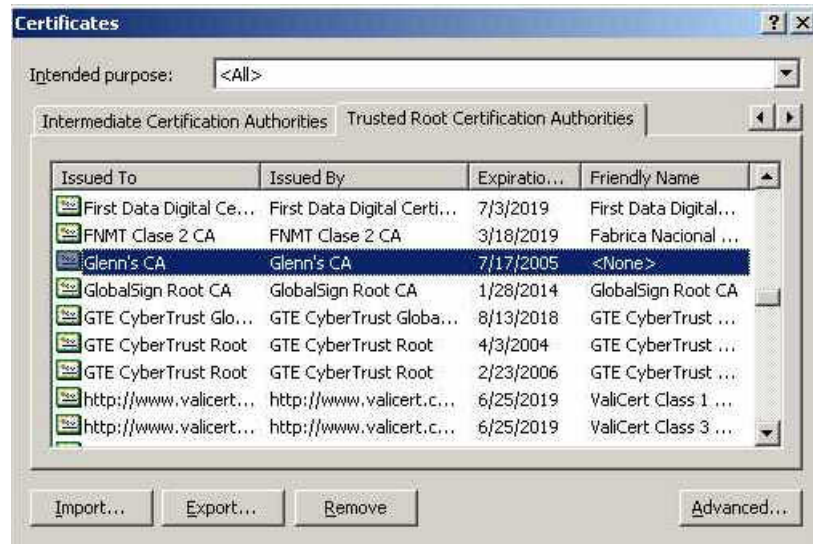 Certificates
Intended purpose: <All>
Intermediate Certification Authorities Trusted Root Certification Authorities
Issued To Issued By Expiratio... Friendly Name
First Data Digital Ce... First Data Digital Certi... 7/3/2019 First Data Digital...
FNMT Clase 2 CA FNMT Clase 2 CA 3/18/2019 Fabrica Nacional ...
Glenn's CA Glenn's CA 7/17/2005 <None>
GlobalSign Root CA GlobalSign Root CA 1/28/2014 GlobalSign Root CA
GTE CyberTrust Glo... GTE CyberTrust Globa... 8/13/2018 GTE CyberTrust ...
GTE CyberTrust Root GTE CyberTrust Root 4/3/2004 GTE CyberTrust ...
GTE CyberTrust Root GTE CyberTrust Root 2/23/2006 GTE CyberTrust ...
http://www.valicert... http://www.valicert.c... 6/25/2019 ValiCert Class 1 ...
http://www.valicert... http://www.valicert.c... 6/25/2019 ValiCert Class 3 ...
Import... Export... Remove Advanced...